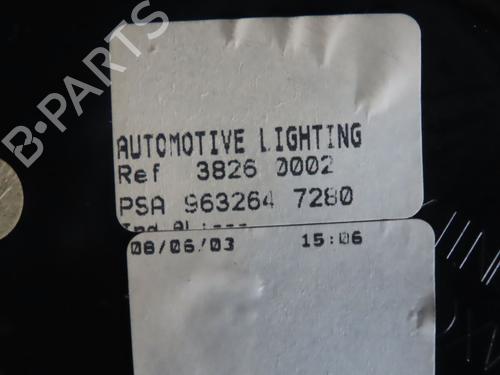 B-PARTS
AUTOMOTIVE LIGHTING
Ref 3826 0002
PSA 963264 7280
08/06/03 15:06